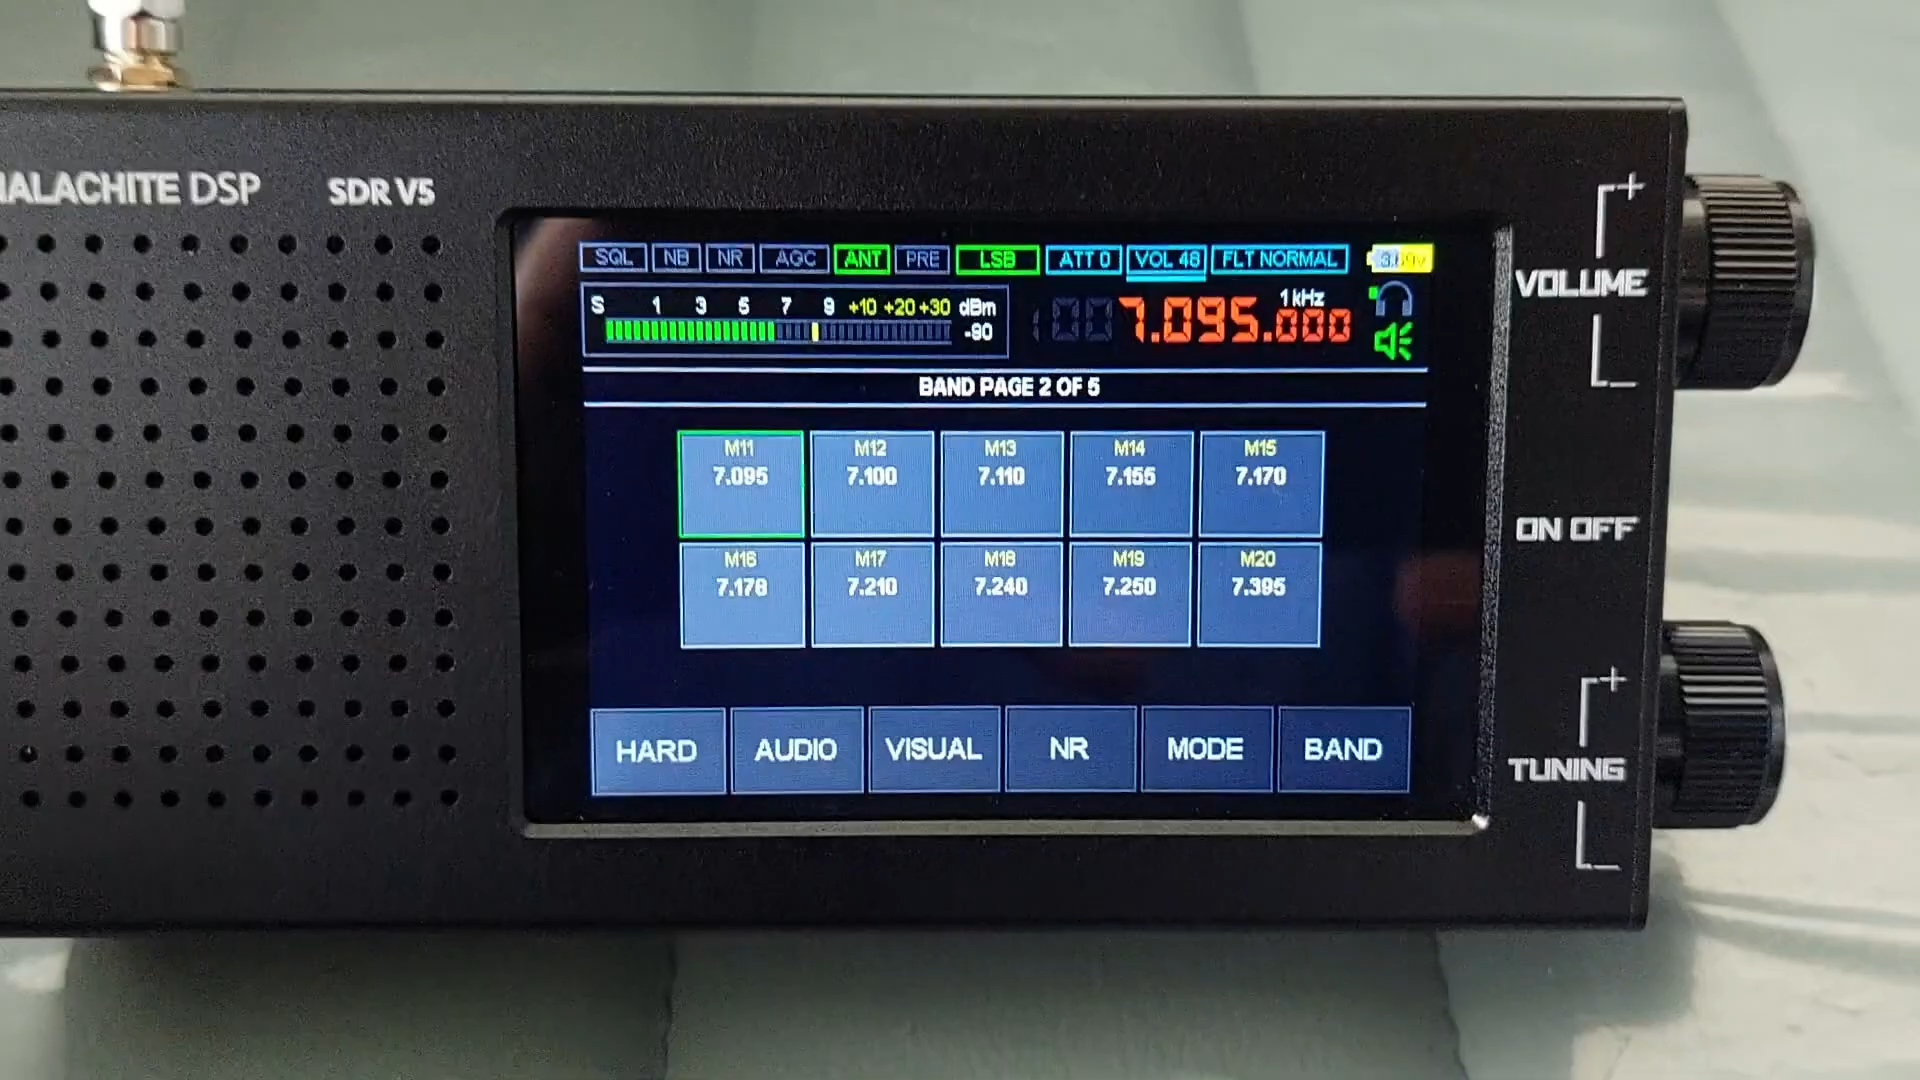 MALACHITE DSP SDR V5
SQL NB NR AGC ANT PRE LSB ATT 0 VOL 48 FLT NORMAL
S 1 3 5 7 9 +10 +20 +30 dBm
-90
1 kHz
7.095.000
BAND PAGE 2 OF 5
M11 M12 M13 M14 M15
7.095 7.100 7.110 7.155 7.170
M16 M17 M18 M19 M20
7.178 7.210 7.240 7.250 7.395
HARD AUDIO VISUAL NR MODE BAND
+
VOLUME
-
ON OFF
+
TUNING
-